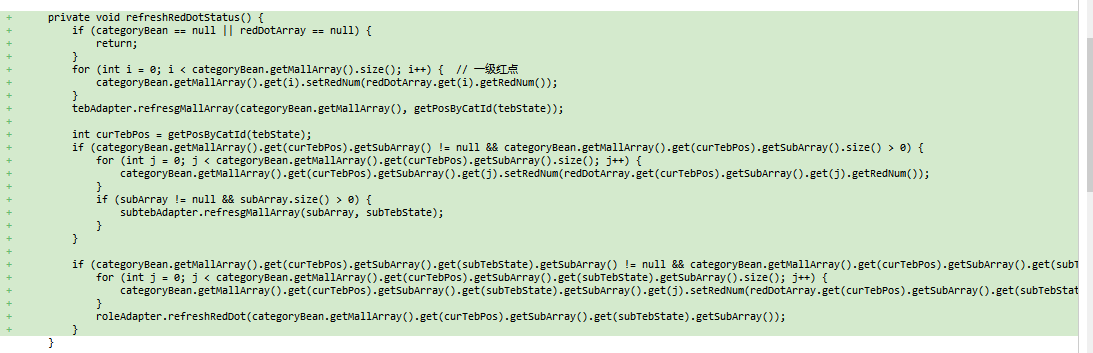 + private void refreshRedDotStatus() {
+ if (categoryBean == null || redDotArray == null) {
+ return;
+ }
+ for (int i = 0; i < categoryBean.getMallArray().size(); i++) { // 一级红点
+ categoryBean.getMallArray().get(i).setRedNum(redDotArray.get(i).getRedNum());
+ }
+ tebAdapter.refresgMallArray(categoryBean.getMallArray(), getPosByCatId(tebState));
+
+ int curTebPos = getPosByCatId(tebState);
+ if (categoryBean.getMallArray().get(curTebPos).getSubArray() != null && categoryBean.getMallArray().get(curTebPos).getSubArray().size() > 0) {
+ for (int j = 0; j < categoryBean.getMallArray().get(curTebPos).getSubArray().size(); j++) {
+ categoryBean.getMallArray().get(curTebPos).getSubArray().get(j).setRedNum(redDotArray.get(curTebPos).getSubArray().get(j).getRedNum());
+ }
+ if (subArray != null && subArray.size() > 0) {
+ subtebAdapter.refresgMallArray(subArray, subTebState);
+ }
+ }
+
+ if (categoryBean.getMallArray().get(curTebPos).getSubArray().get(subTebState).getSubArray() != null && categoryBean.getMallArray().get(curTebPos).getSubArray().get(subT
+ for (int j = 0; j < categoryBean.getMallArray().get(curTebPos).getSubArray().get(subTebState).getSubArray().size(); j++) {
+ categoryBean.getMallArray().get(curTebPos).getSubArray().get(subTebState).getSubArray().get(j).setRedNum(redDotArray.get(curTebPos).getSubArray().get(subTebStat
+ }
+ roleAdapter.refreshRedDot(categoryBean.getMallArray().get(curTebPos).getSubArray().get(subTebState).getSubArray());
+ }
}